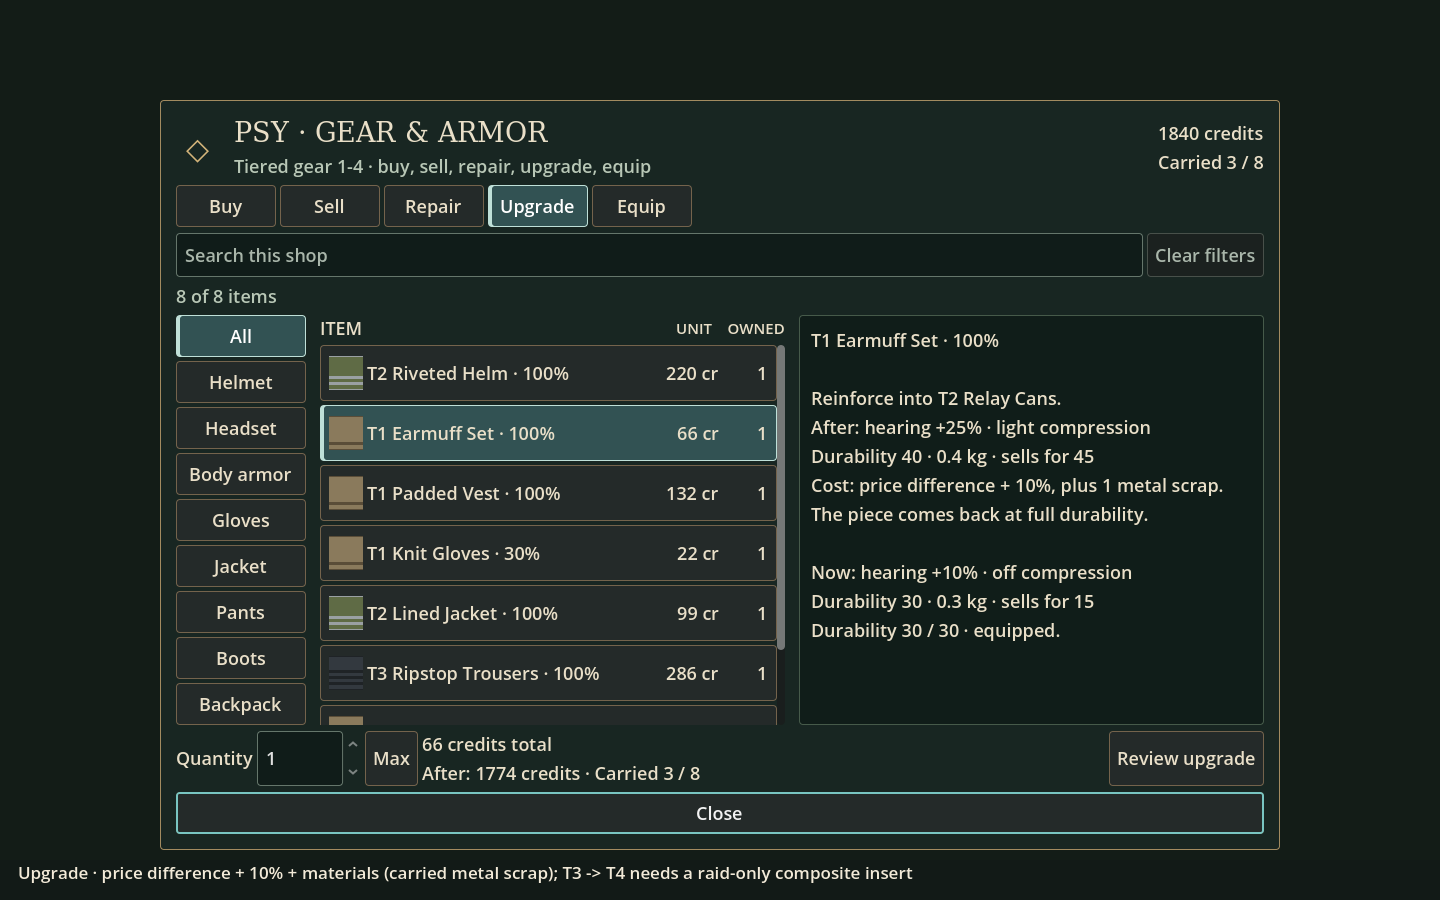 PSY · GEAR & ARMOR
Tiered gear 1-4 · buy, sell, repair, upgrade, equip
1840 credits
Carried 3 / 8
Buy
Sell
Repair
Upgrade
Equip
Search this shop
Clear filters
8 of 8 items
All
Helmet
Headset
Body armor
Gloves
Jacket
Pants
Boots
Backpack
ITEM UNIT OWNED
T2 Riveted Helm · 100% 220 cr 1
T1 Earmuff Set · 100% 66 cr 1
T1 Padded Vest · 100% 132 cr 1
T1 Knit Gloves · 30% 22 cr 1
T2 Lined Jacket · 100% 99 cr 1
T3 Ripstop Trousers · 100% 286 cr 1
T1 Earmuff Set · 100%
Reinforce into T2 Relay Cans.
After: hearing +25% · light compression
Durability 40 · 0.4 kg · sells for 45
Cost: price difference + 10%, plus 1 metal scrap.
The piece comes back at full durability.
Now: hearing +10% · off compression
Durability 30 · 0.3 kg · sells for 15
Durability 30 / 30 · equipped.
Quantity 1
Max
66 credits total
After: 1774 credits · Carried 3 / 8
Review upgrade
Close
Upgrade · price difference + 10% + materials (carried metal scrap); T3 -> T4 needs a raid-only composite insert